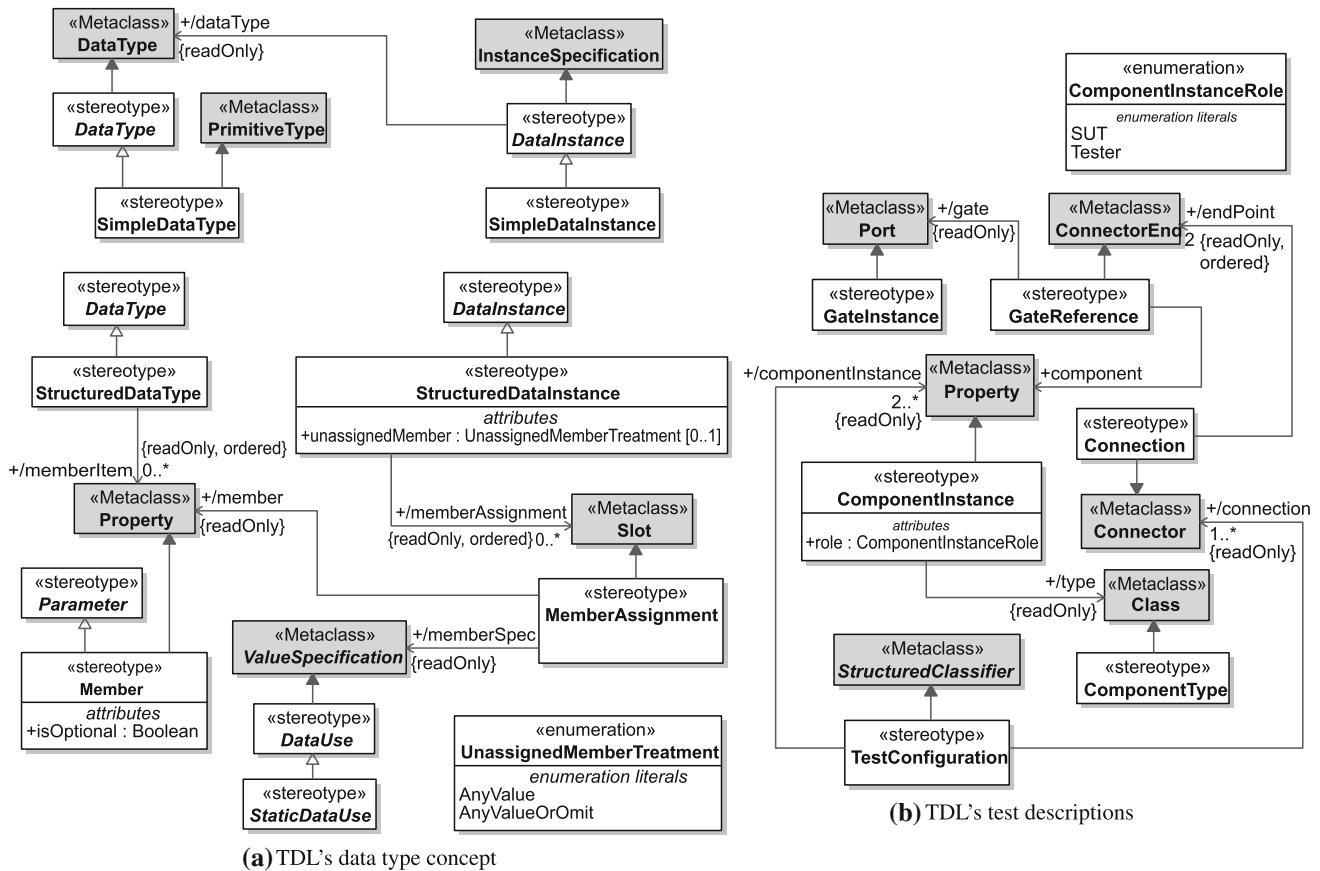 «Metaclass»
DataType
+/dataType
{readOnly}
«Metaclass»
InstanceSpecification
«stereotype»
DataType
«Metaclass»
PrimitiveType
«stereotype»
DataInstance
«stereotype»
SimpleDataType
«stereotype»
SimpleDataInstance
«stereotype»
DataType
«stereotype»
DataInstance
«stereotype»
StructuredDataType
«stereotype»
StructuredDataInstance
attributes
+unassignedMember : UnassignedMemberTreatment [0..1]
{readOnly, ordered}
+/memberItem
0..*
«Metaclass»
Property
+/member
{readOnly}
+/memberAssignment
{readOnly, ordered}
0..*
«Metaclass»
Slot
«stereotype»
Parameter
«stereotype»
MemberAssignment
«Metaclass»
ValueSpecification
+/memberSpec
{readOnly}
«stereotype»
Member
attributes
+isOptional : Boolean
«stereotype»
DataUse
«stereotype»
StaticDataUse
«enumeration»
UnassignedMemberTreatment
enumeration literals
AnyValue
AnyValueOrOmit
(a) TDL's data type concept
«enumeration»
ComponentInstanceRole
enumeration literals
SUT
Tester
«Metaclass»
Port
+/gate
{readOnly}
«Metaclass»
ConnectorEnd
+/endPoint
2 {readOnly,
ordered}
«stereotype»
GateInstance
«stereotype»
GateReference
+/componentInstance
2..*
{readOnly}
«Metaclass»
Property
+component
«stereotype»
Connection
«stereotype»
ComponentInstance
attributes
+role : ComponentInstanceRole
«Metaclass»
Connector
+/connection
1..*
{readOnly}
+/type
{readOnly}
«Metaclass»
Class
«Metaclass»
StructuredClassifier
«stereotype»
ComponentType
«stereotype»
TestConfiguration
(b) TDL's test descriptions